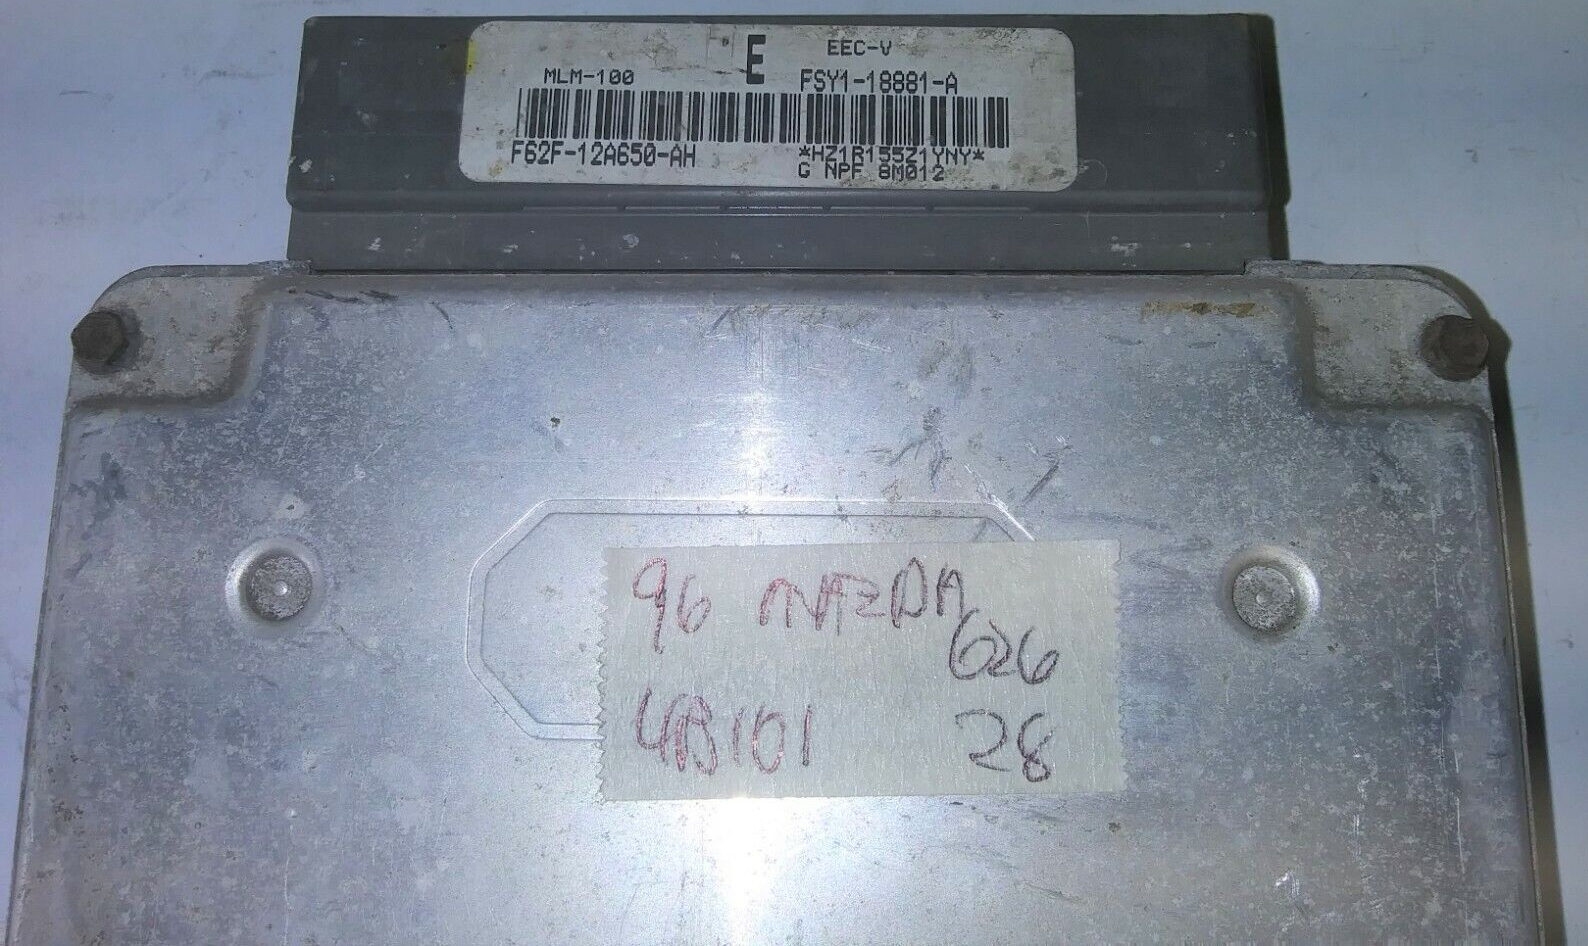 E EEC-V
MLM-100 FSY1-18881-A
F62F-12A650-AH *HZ1R155Z1YNY*
G NPF 8M012
96 MAZDA
626
4B101 28